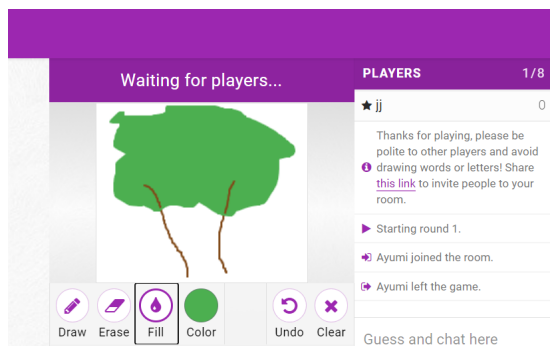 Waiting for players...
PLAYERS 1/8
jj 0
Thanks for playing, please be
polite to other players and avoid
drawing words or letters! Share
this link to invite people to your
room.
Starting round 1.
Ayumi joined the room.
Ayumi left the game.
Draw Erase Fill Color Undo Clear
Guess and chat here